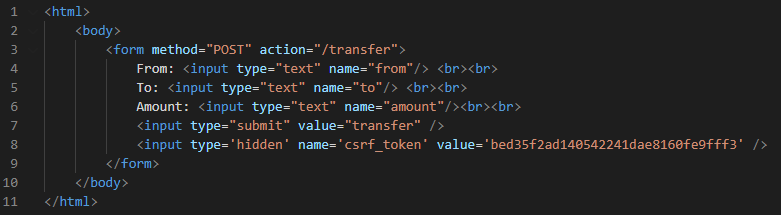 1 <html>
2 <body>
3 <form method="POST" action="/transfer">
4 From: <input type="text" name="from"/> <br><br>
5 To: <input type="text" name="to"/> <br><br>
6 Amount: <input type="text" name="amount"/><br><br>
7 <input type="submit" value="transfer" />
8 <input type='hidden' name='csrf_token' value='bed35f2ad140542241dae8160fe9fff3' />
9 </form>
10 </body>
11 </html>